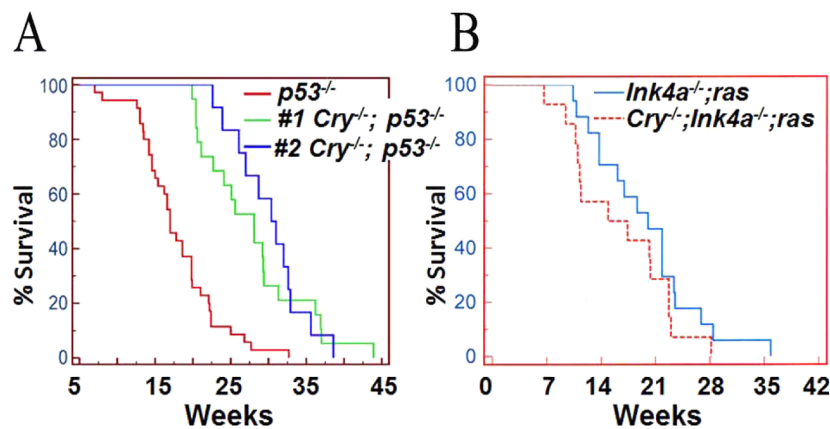 A
100
80
60
40
20
0
% Survival
p53-/-
#1 Cry-/-; p53-/-
#2 Cry-/-; p53-/-
5 15 25 35 45
Weeks
B
100
80
60
40
20
0
% Survival
Ink4a-/-;ras
Cry-/-;Ink4a-/-;ras
0 7 14 21 28 35 42
Weeks